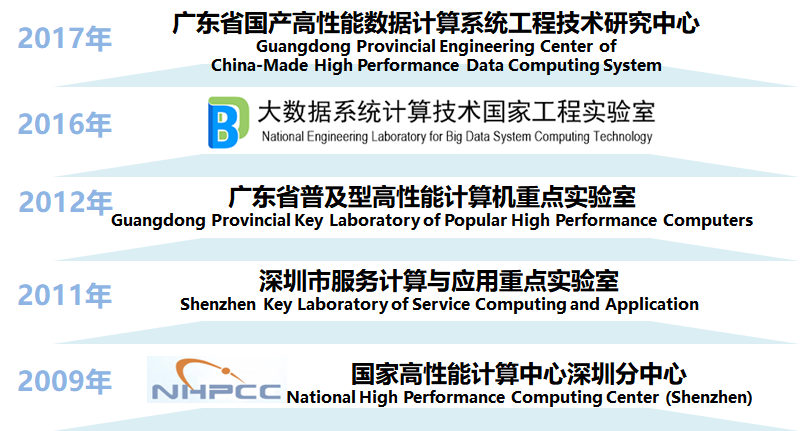 2017年
广东省国产高性能数据计算系统工程技术研究中心
Guangdong Provincial Engineering Center of
China-Made High Performance Data Computing System
2016年
BD
大数据系统计算技术国家工程实验室
National Engineering Laboratory for Big Data System Computing Technology
2012年
广东省普及型高性能计算机重点实验室
Guangdong Provincial Key Laboratory of Popular High Performance Computers
2011年
深圳市服务计算与应用重点实验室
Shenzhen Key Laboratory of Service Computing and Application
2009年
NHPCC
国家高性能计算中心深圳分中心
National High Performance Computing Center (Shenzhen)